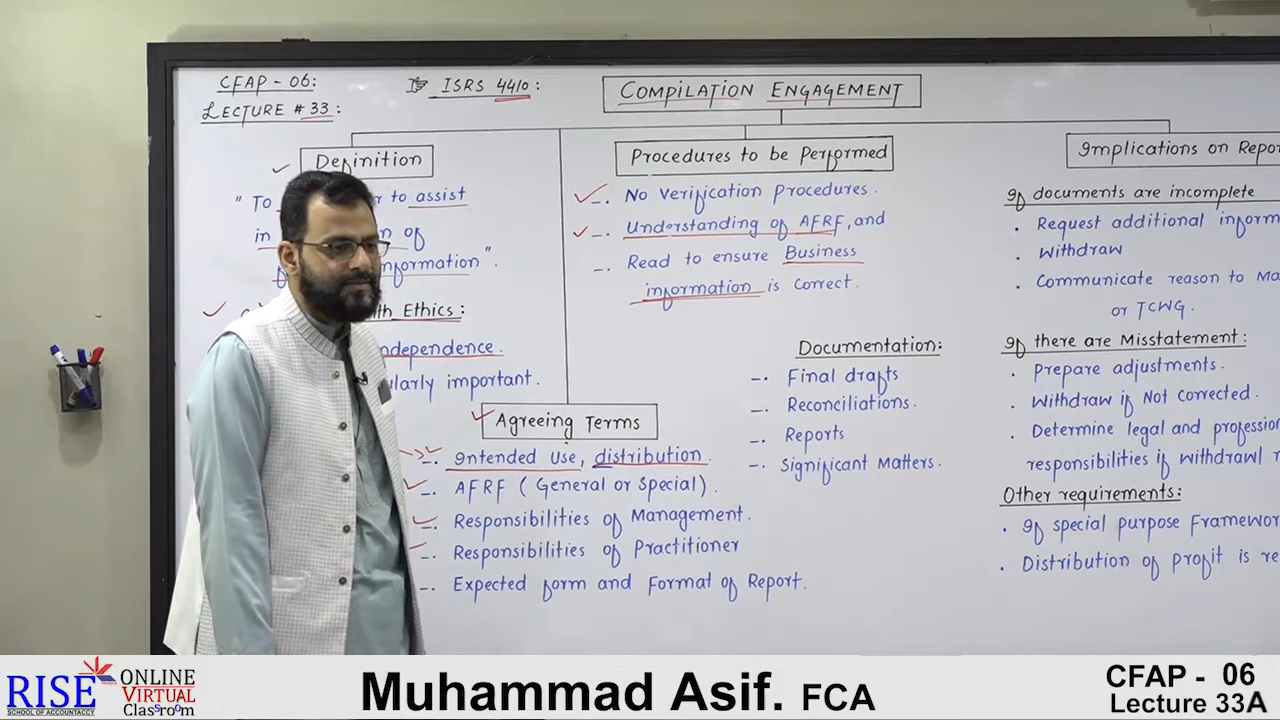 CFAP - 06:
LECTURE # 33 :
ISRS 4410 :
COMPILATION ENGAGEMENT
Definition
" To to assist
in of
information ".
Ethics :
independence.
important.
Agreeing Terms
-. Intended Use, distribution.
-. AFRF ( General or Special ).
-. Responsibilities of Management.
-. Responsibilities of Practitioner
-. Expected form and Format of Report.
Procedures to be Performed
-. No Verification Procedures.
-. Understanding of AFRF, and
-. Read to ensure Business
information is correct.
Documentation:
-. Final drafts
-. Reconciliations.
-. Reports
-. Significant Matters.
Implications on Repor
If documents are incomplete
. Request additional inform
. Withdraw
. Communicate reason to Ma
or TCWG.
If there are Misstatement:
. Prepare adjustments.
. Withdraw if Not Corrected.
. Determine legal and profession
responsibilities if withdrawl
Other requirements:
. If special purpose Framewor
. Distribution of profit is re
RISE
SCHOOL OF ACCOUNTANCY
ONLINE
VIRTUAL
Classroom
Muhammad Asif. FCA
CFAP - 06
Lecture 33A